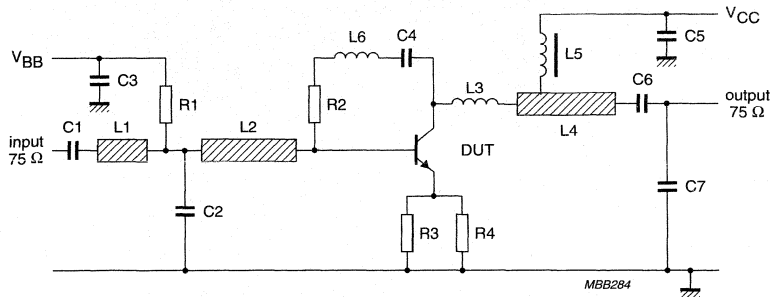 VCC
L6
C4
L5
C5
VBB
C3
R1
R2
L3
C6
output
75 Ω
input
75 Ω
C1
L1
L2
L4
DUT
C2
C7
R3
R4
MBB284